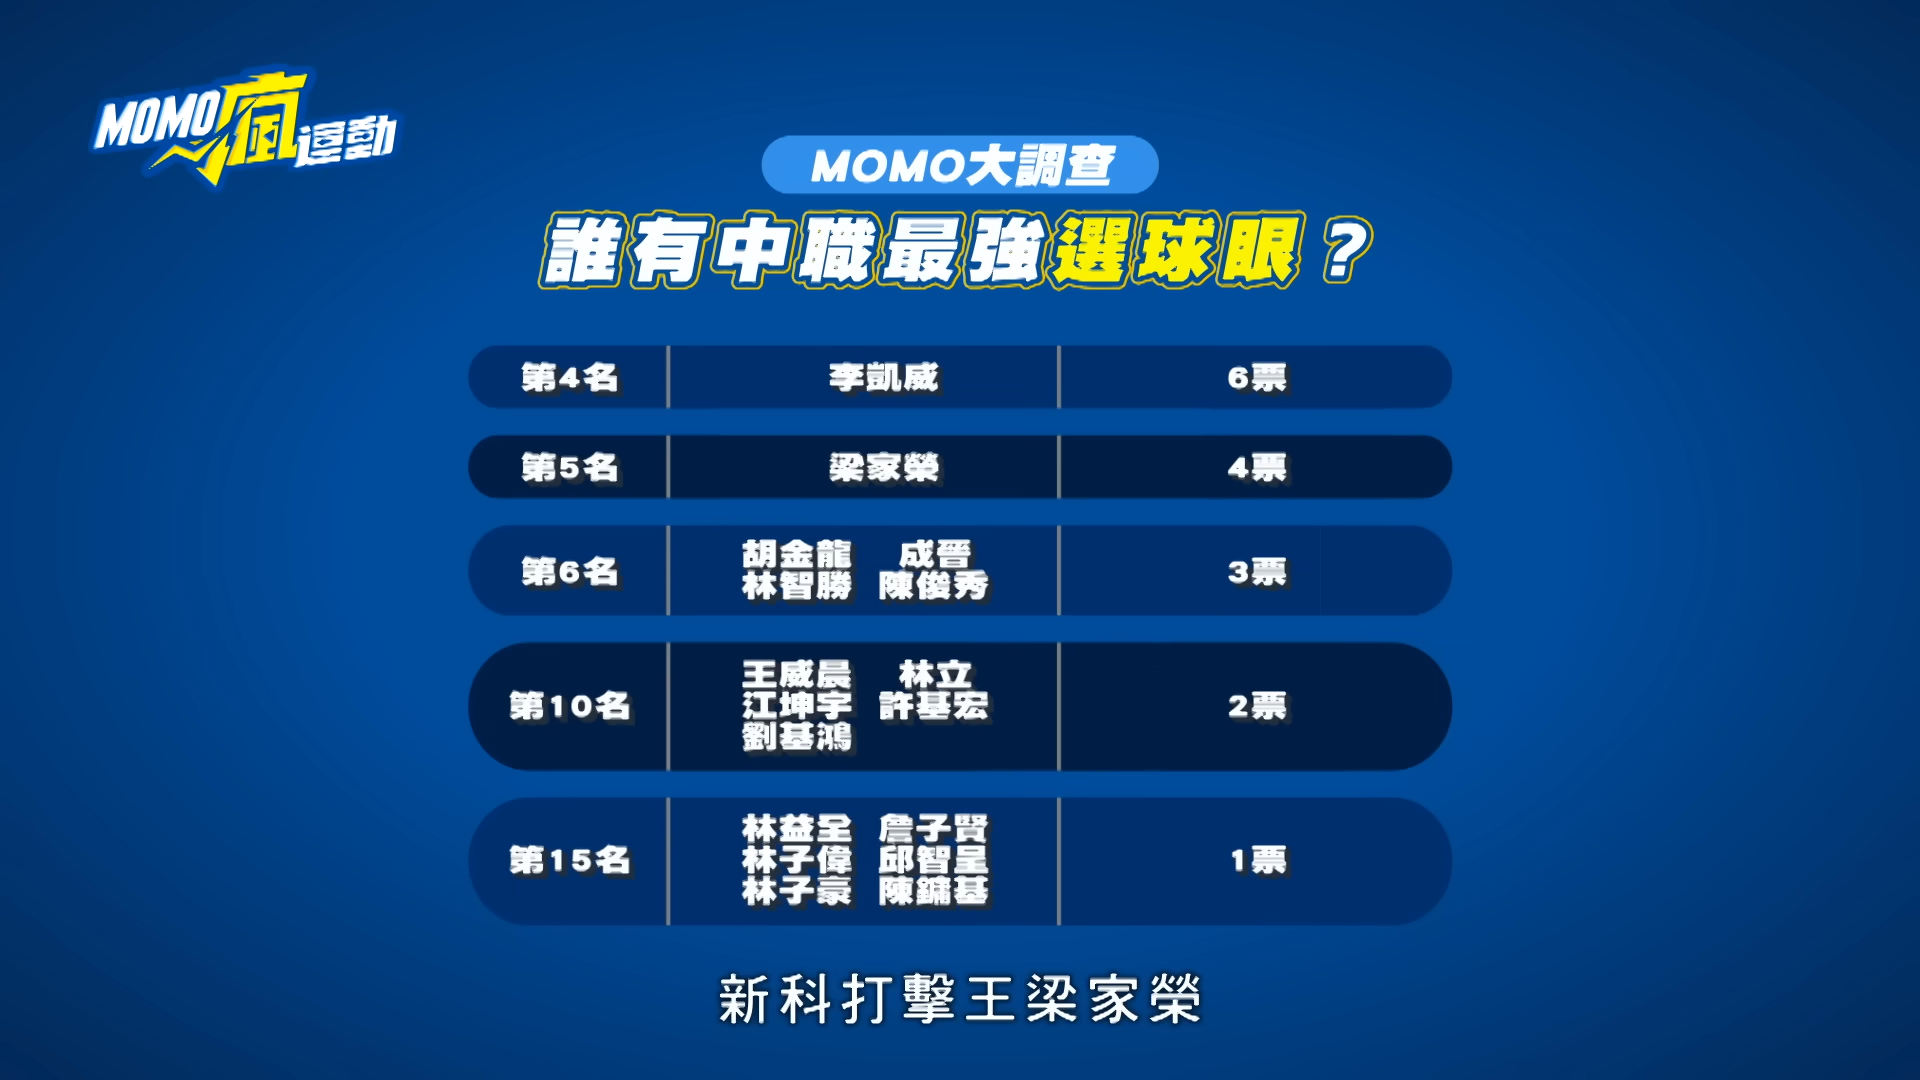 MOMO瘋運動
MOMO大調查
誰有中職最強選球眼?
第4名 李凱威 6票
第5名 梁家榮 4票
第6名 胡金龍 成晉 3票
林智勝 陳俊秀
第10名 王威晨 林立 2票
江坤宇 許基宏
劉基鴻
第15名 林益全 詹子賢 1票
林子偉 邱智呈
林子豪 陳鏞基
新科打擊王梁家榮